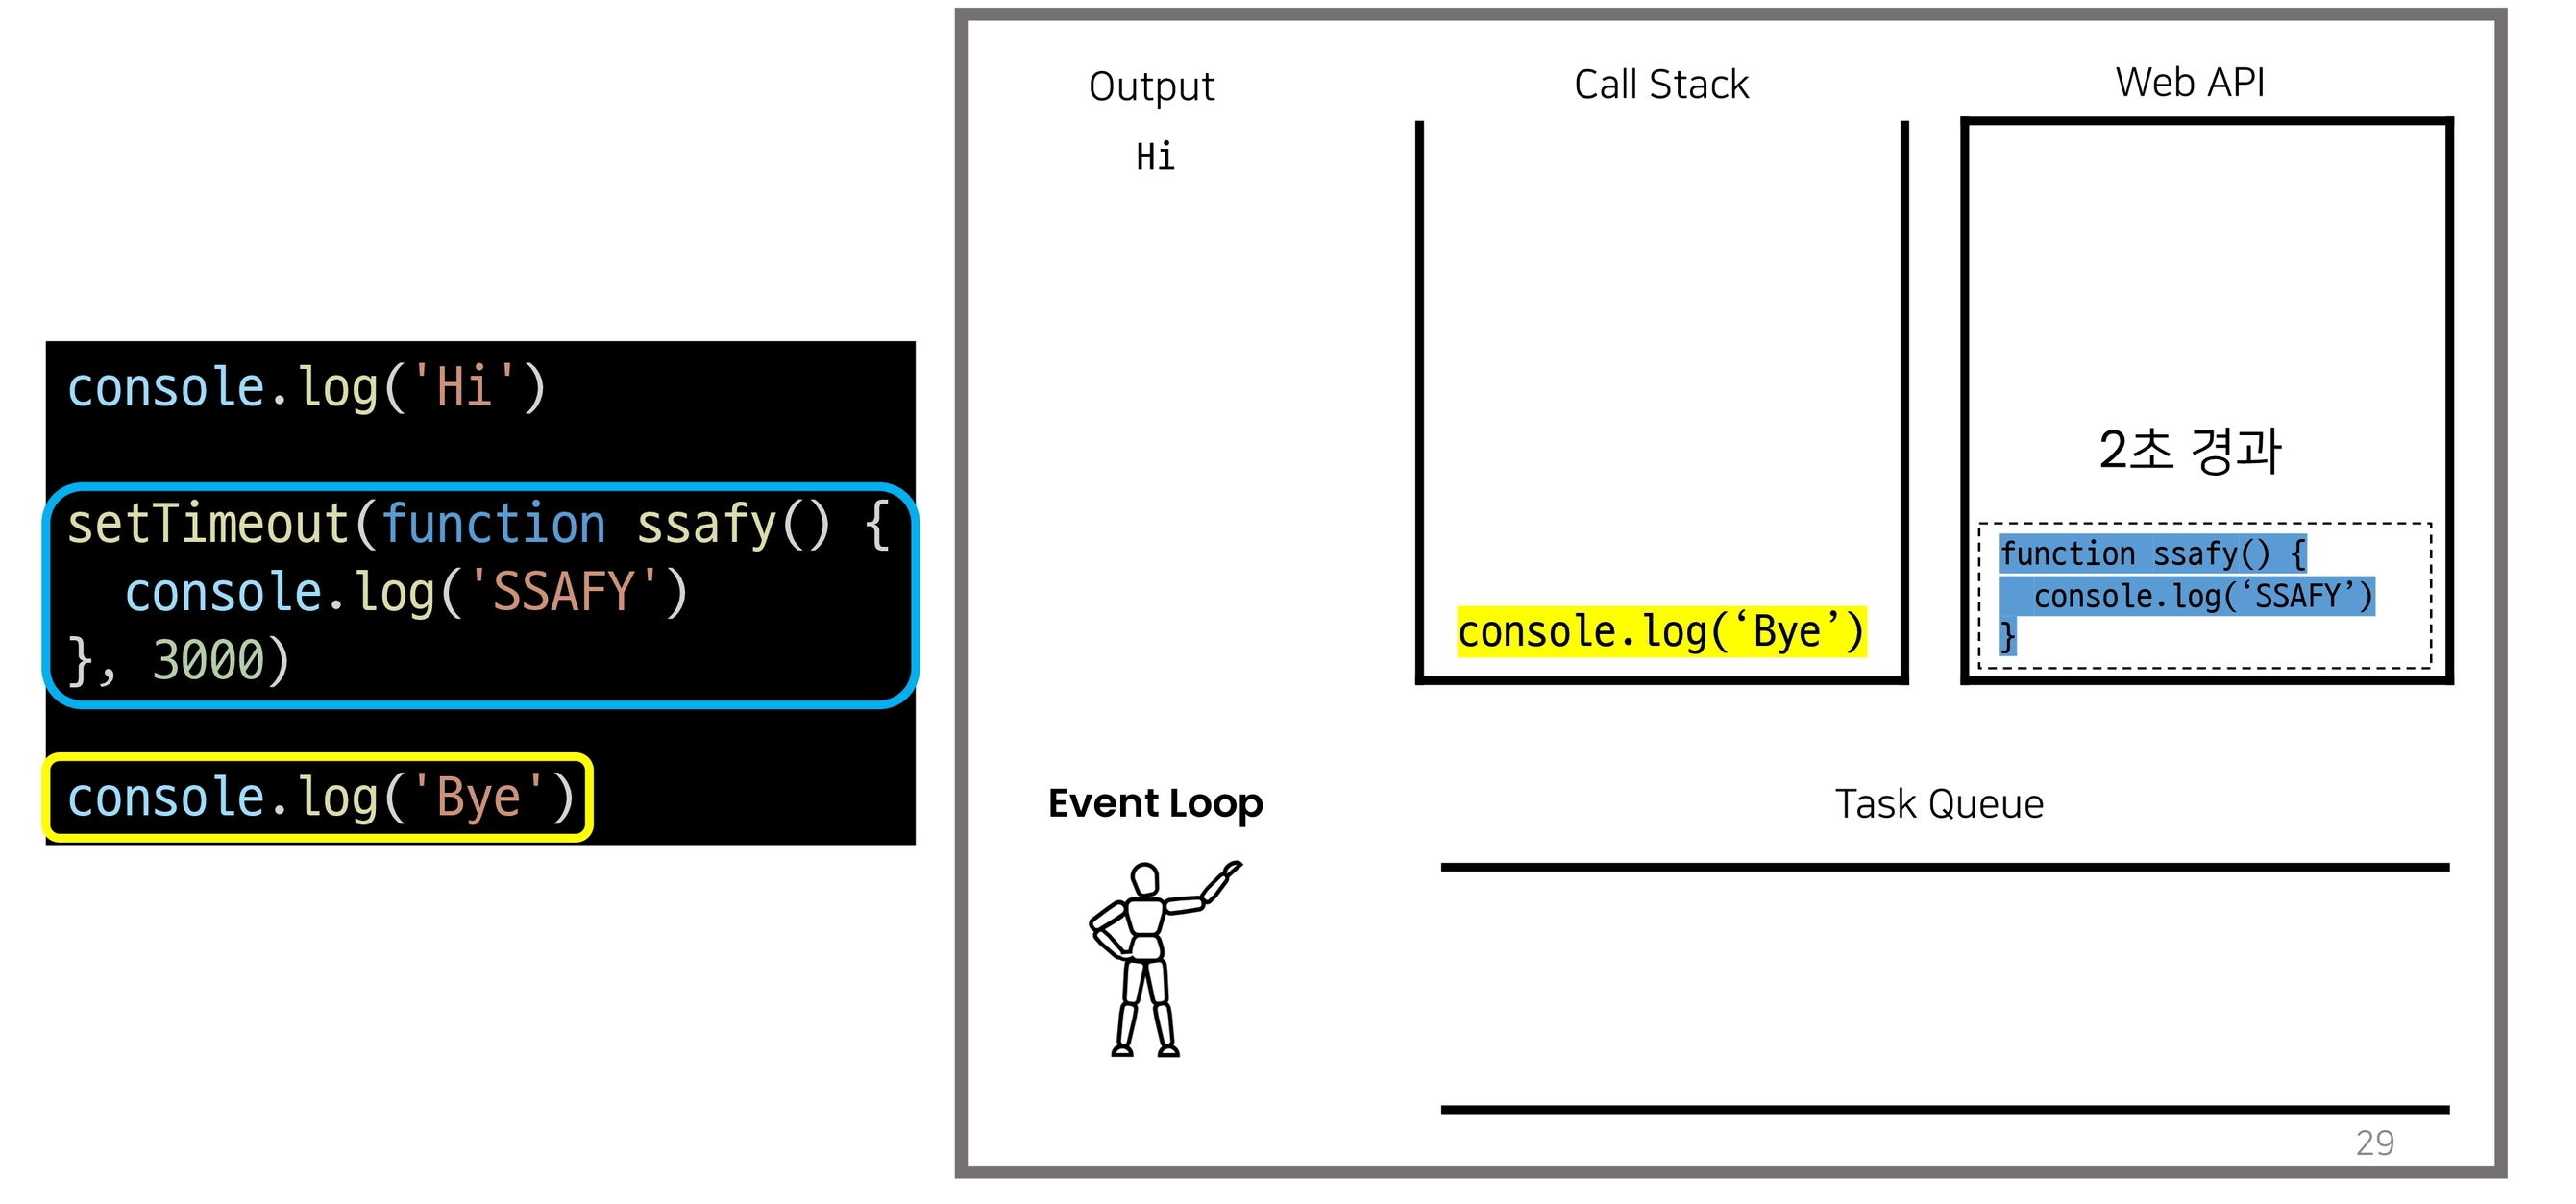 console.log('Hi')
setTimeout(function ssafy() {
  console.log('SSAFY')
}, 3000)
console.log('Bye')
Output
Hi
Call Stack
console.log(‘Bye’)
Web API
2초 경과
function ssafy() {
  console.log(‘SSAFY’)
}
Event Loop
Task Queue
29